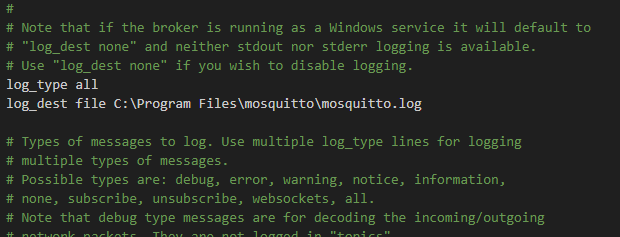 #
# Note that if the broker is running as a Windows service it will default to
# "log_dest none" and neither stdout nor stderr logging is available.
# Use "log_dest none" if you wish to disable logging.
log_type all
log_dest file C:\Program Files\mosquitto\mosquitto.log
# Types of messages to log. Use multiple log_type lines for logging
# multiple types of messages.
# Possible types are: debug, error, warning, notice, information,
# none, subscribe, unsubscribe, websockets, all.
# Note that debug type messages are for decoding the incoming/outgoing
# network packets. They are not logged in "topics".